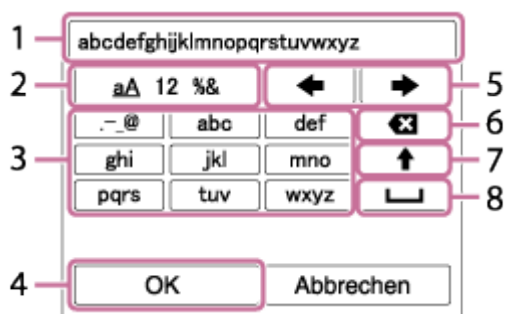 1 abcdefghijklmnopqrstuvwxyz
2 aA 12 %& 5
.-_@ abc def 6
3 ghi jkl mno 7
pqrs tuv wxyz 8
4 OK Abbrechen